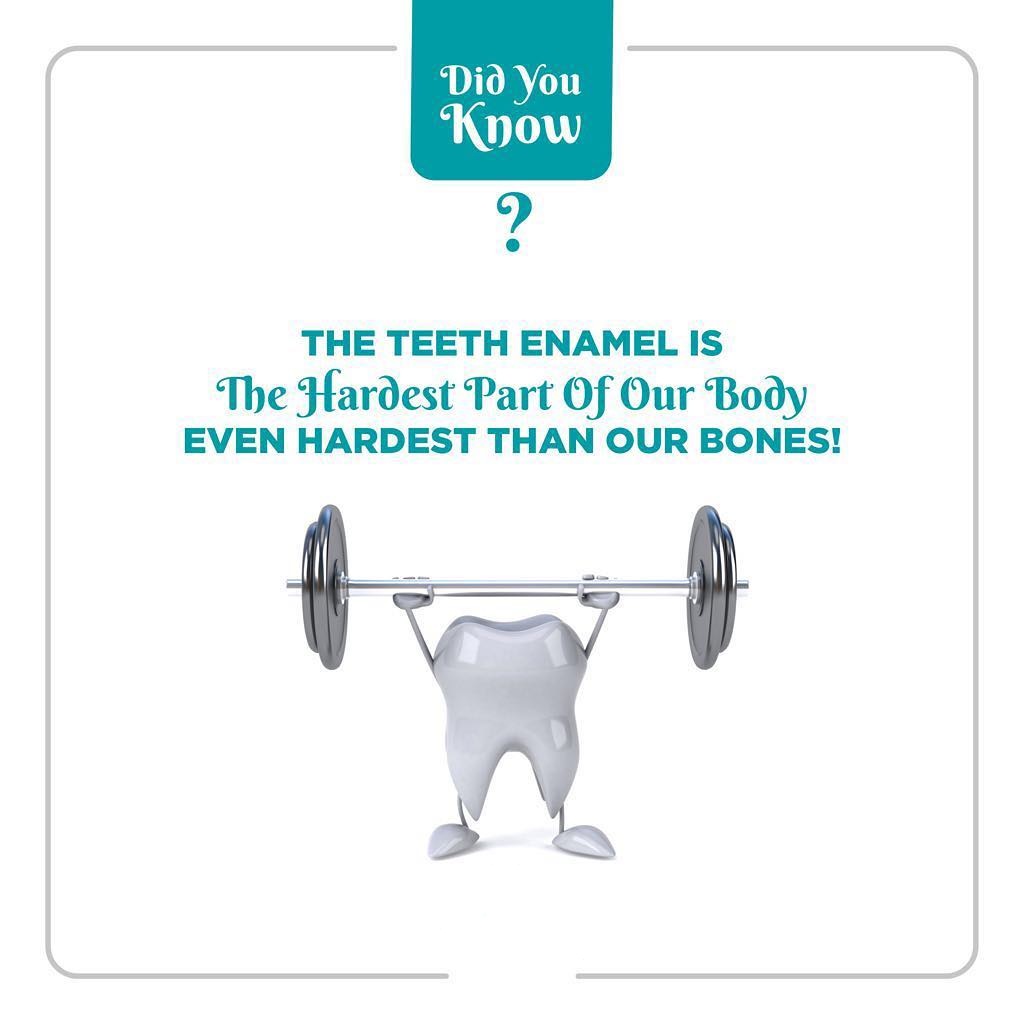 Did You
Know
?
THE TEETH ENAMEL IS
The Hardest Part Of Our Body
EVEN HARDEST THAN OUR BONES!